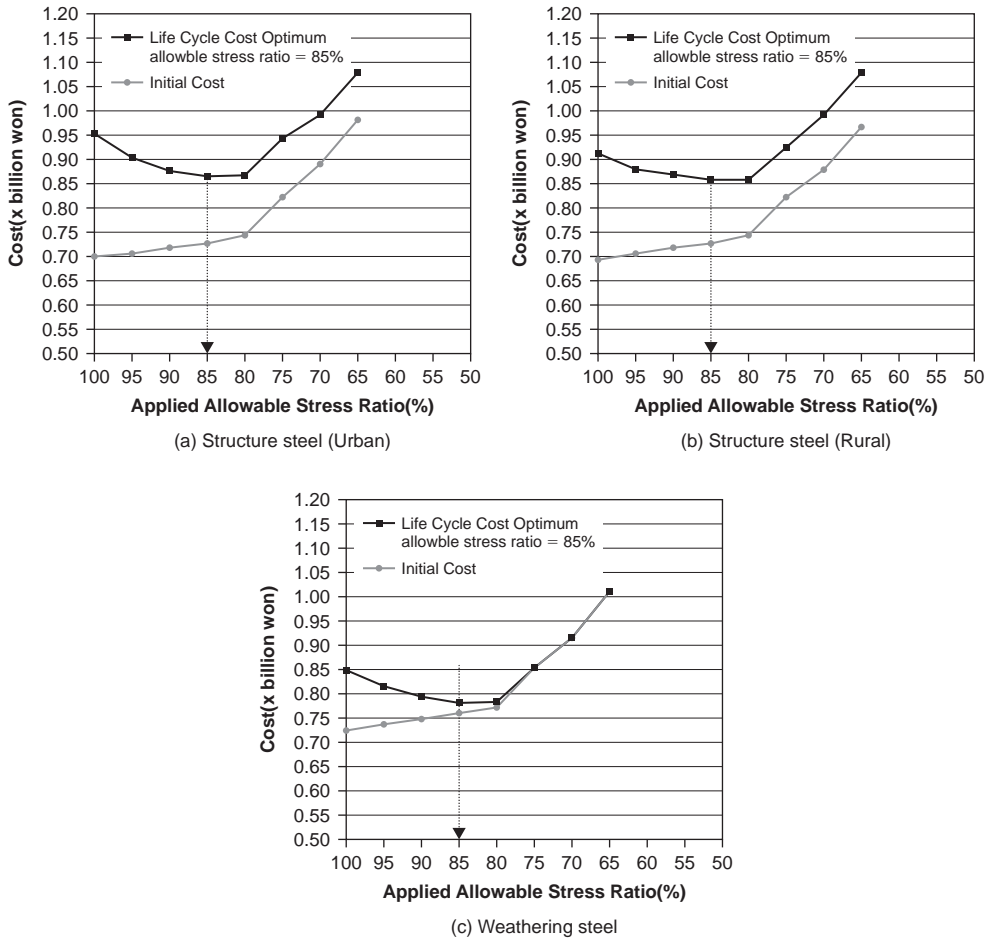 1.20
1.15
1.10
1.05
1.00
0.95
0.90
0.85
0.80
0.75
0.70
0.65
0.60
0.55
0.50
Cost(x billion won)
Life Cycle Cost Optimum
allowble stress ratio = 85%
Initial Cost
100 95 90 85 80 75 70 65 60 55 50
Applied Allowable Stress Ratio(%)
(a) Structure steel (Urban)
1.20
1.15
1.10
1.05
1.00
0.95
0.90
0.85
0.80
0.75
0.70
0.65
0.60
0.55
0.50
Cost(x billion won)
Life Cycle Cost Optimum
allowble stress ratio = 85%
Initial Cost
100 95 90 85 80 75 70 65 60 55 50
Applied Allowable Stress Ratio(%)
(b) Structure steel (Rural)
1.20
1.15
1.10
1.05
1.00
0.95
0.90
0.85
0.80
0.75
0.70
0.65
0.60
0.55
0.50
Cost(x billion won)
Life Cycle Cost Optimum
allowble stress ratio = 85%
Initial Cost
100 95 90 85 80 75 70 65 60 55 50
Applied Allowable Stress Ratio(%)
(c) Weathering steel